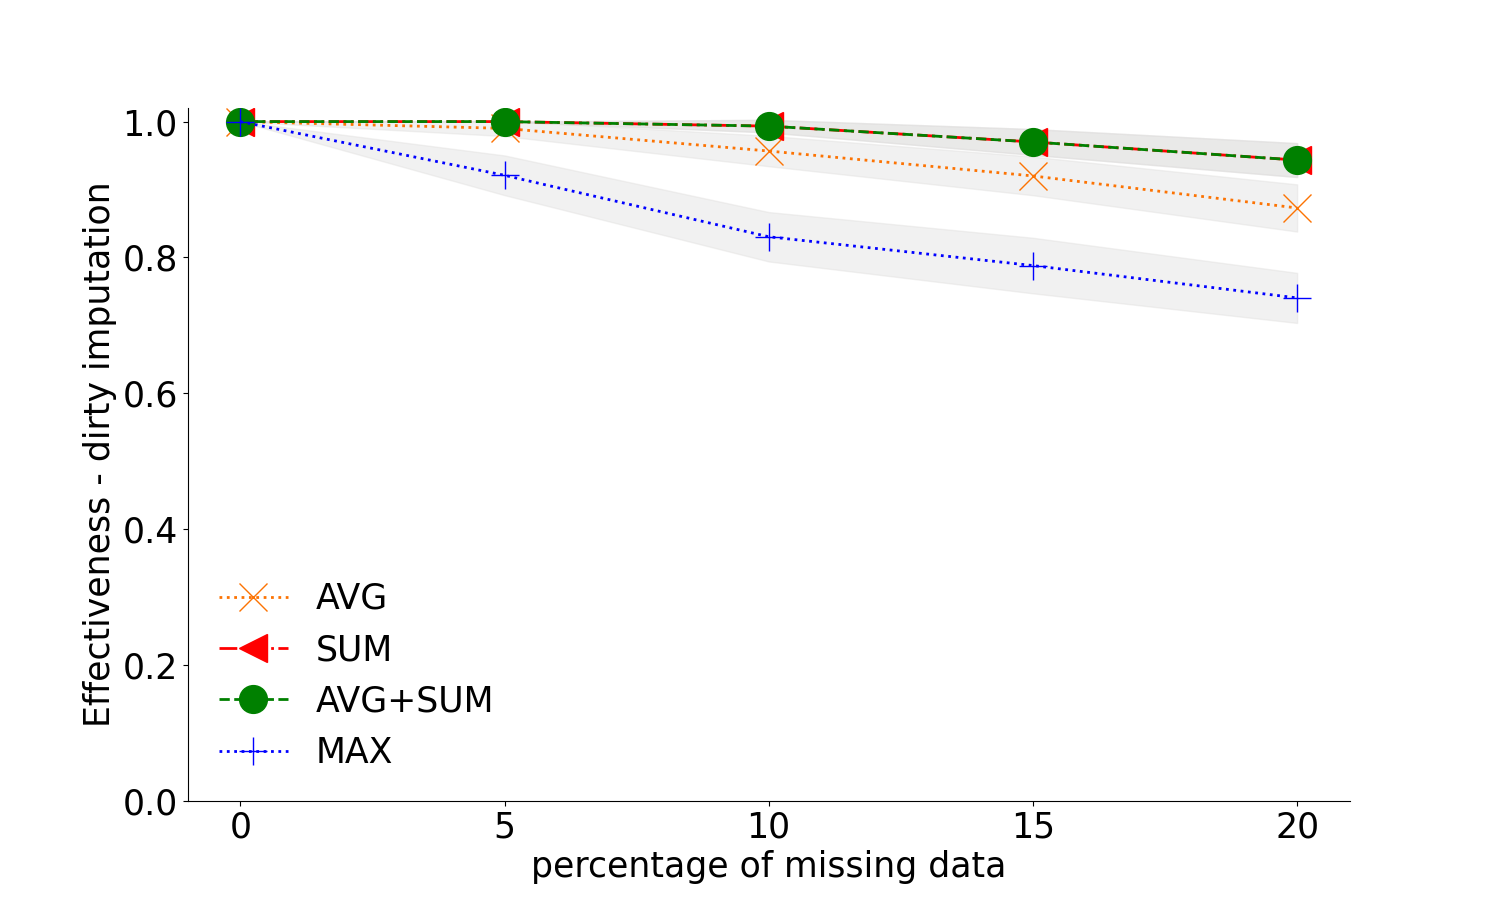 Effectiveness - dirty imputation
1.0
0.8
0.6
0.4
0.2
0.0
AVG
SUM
AVG+SUM
MAX
0 5 10 15 20
percentage of missing data